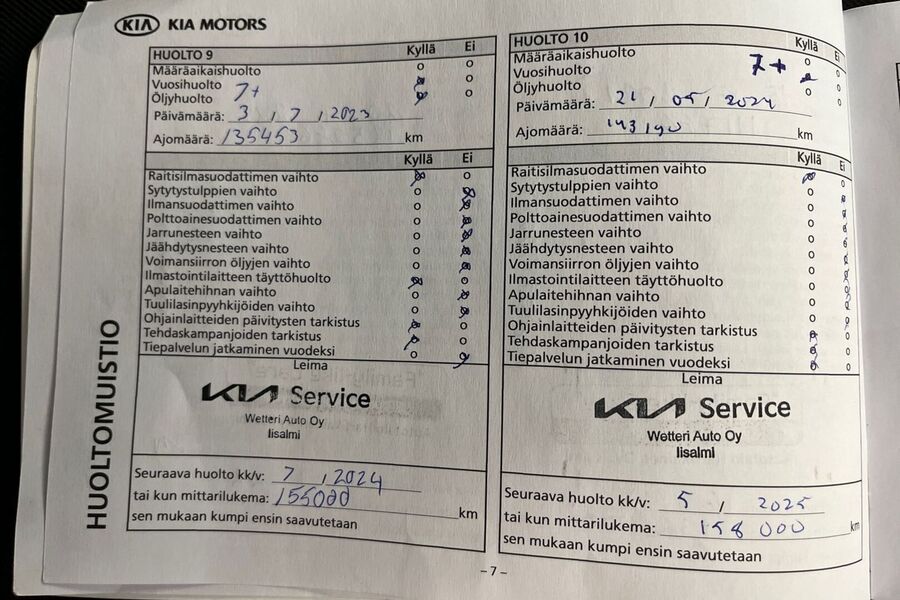 KIA KIA MOTORS
HUOLTO 9 Kyllä Ei
Määräaikaishuolto
Vuosihuolto
Öljyhuolto 7+
Päivämäärä: 3 / 7 / 2023
Ajomäärä: 135453 km
Kyllä Ei
Raitisilmasuodattimen vaihto
Sytytystulppien vaihto
Ilmansuodattimen vaihto
Polttoainesuodattimen vaihto
Jarrunesteen vaihto
Jäähdytysnesteen vaihto
Voimansiirron öljyjen vaihto
Ilmastointilaitteen täyttöhuolto
Apulaitehihnan vaihto
Tuulilasinpyyhkijöiden vaihto
Ohjainlaitteiden päivitysten tarkistus
Tehdaskampanjoiden tarkistus
Tiepalvelun jatkaminen vuodeksi
Leima
KIA Service
Wetteri Auto Oy
Iisalmi
Seuraava huolto kk/v: 7 / 2024
tai kun mittarilukema: 155000 km
sen mukaan kumpi ensin saavutetaan
HUOLTO 10 Kyllä Ei
Määräaikaishuolto 7+
Vuosihuolto
Öljyhuolto
Päivämäärä: 21 / 05 / 2024
Ajomäärä: 143190 km
Kyllä Ei
Raitisilmasuodattimen vaihto
Sytytystulppien vaihto
Ilmansuodattimen vaihto
Polttoainesuodattimen vaihto
Jarrunesteen vaihto
Jäähdytysnesteen vaihto
Voimansiirron öljyjen vaihto
Ilmastointilaitteen täyttöhuolto
Apulaitehihnan vaihto
Tuulilasinpyyhkijöiden vaihto
Ohjainlaitteiden päivitysten tarkistus
Tehdaskampanjoiden tarkistus
Tiepalvelun jatkaminen vuodeksi
Leima
KIA Service
Wetteri Auto Oy
Iisalmi
Seuraava huolto kk/v: 5 / 2025
tai kun mittarilukema: 158 000 km
sen mukaan kumpi ensin saavutetaan
HUOLTOMUISTIO
-7-